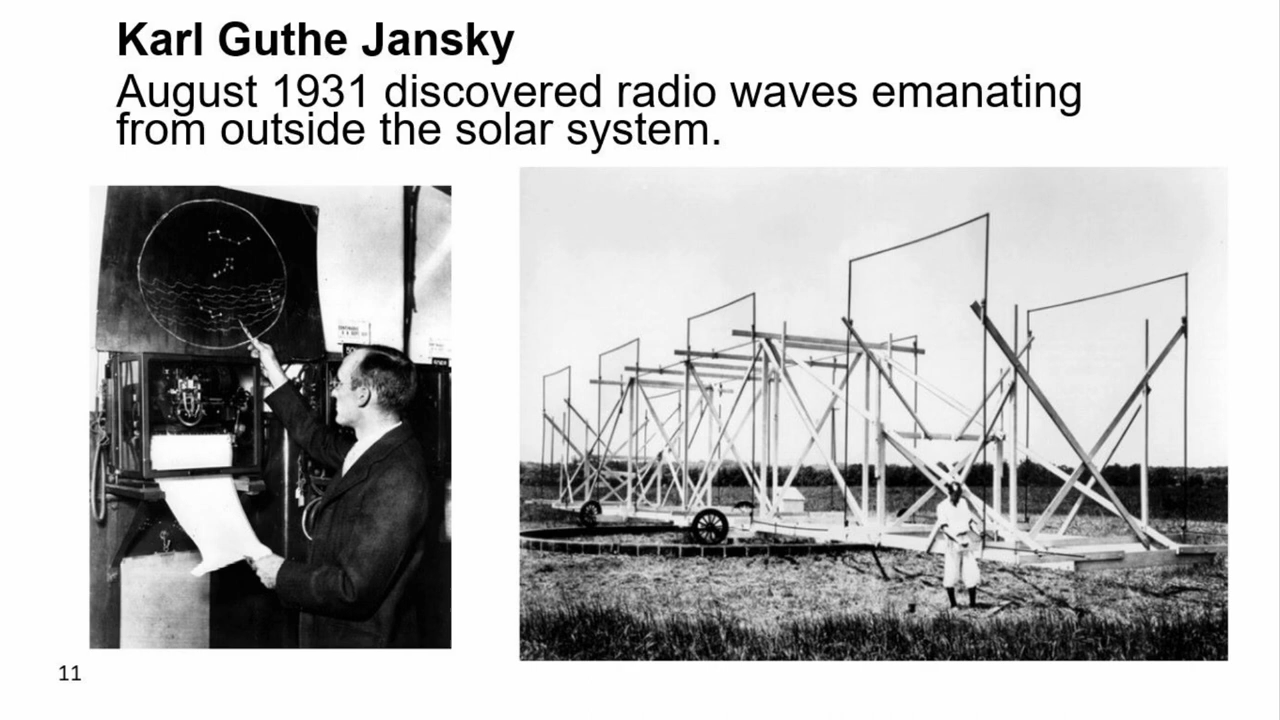 Karl Guthe Jansky
August 1931 discovered radio waves emanating
from outside the solar system.
11